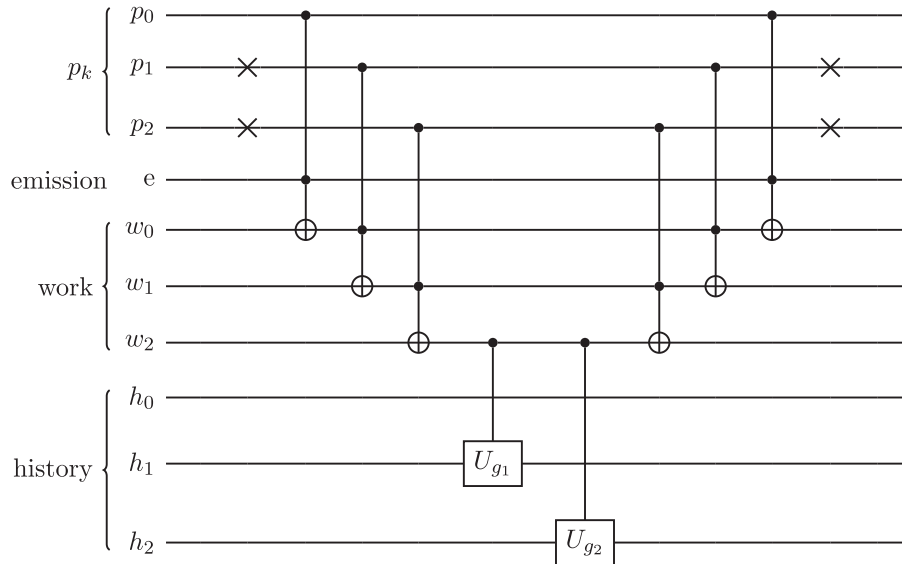 p_0
p_k p_1
p_2
emission e
w_0
work w_1
w_2
h_0
history h_1 U_{g_1}
h_2 U_{g_2}